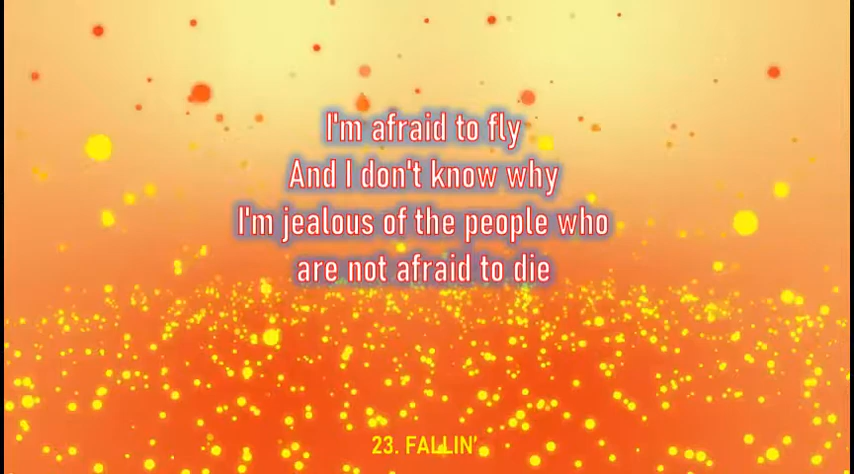 I'm afraid to fly
And I don't know why
I'm jealous of the people who
are not afraid to die
23. FALLIN'